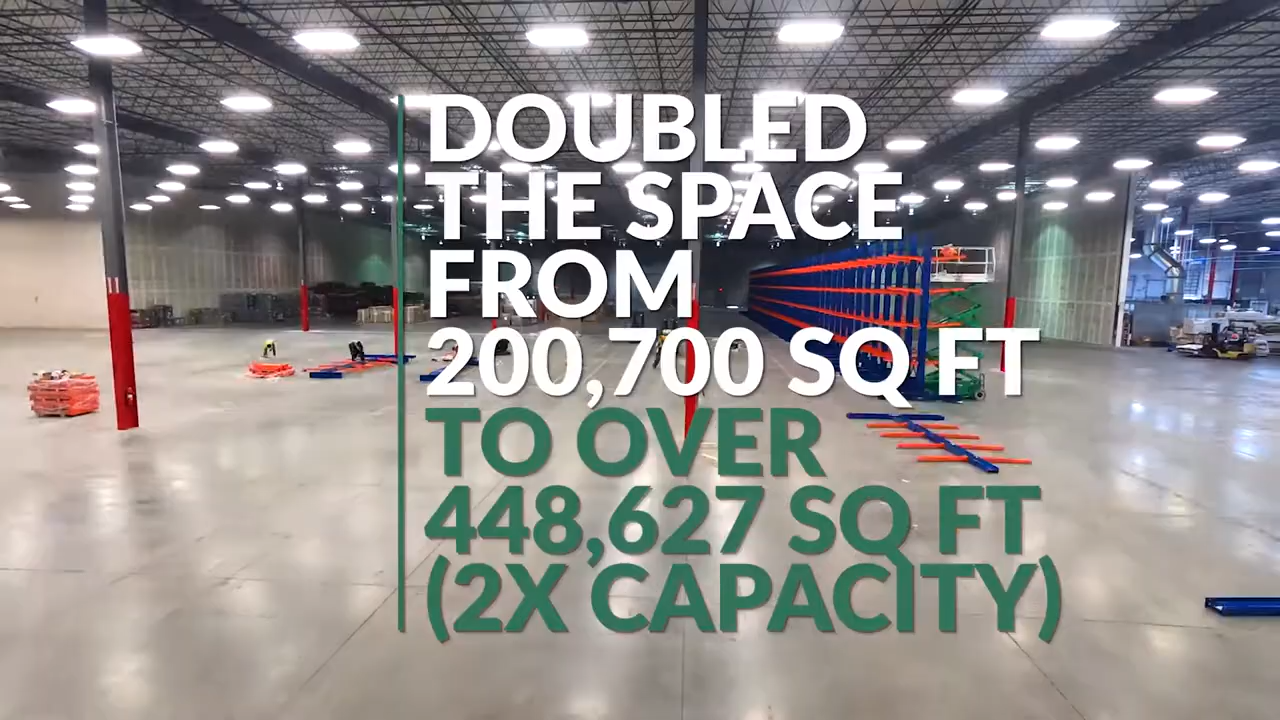 DOUBLED
THE SPACE
FROM
200,700 SQ FT
TO OVER
448,627 SQ FT
(2X CAPACITY)